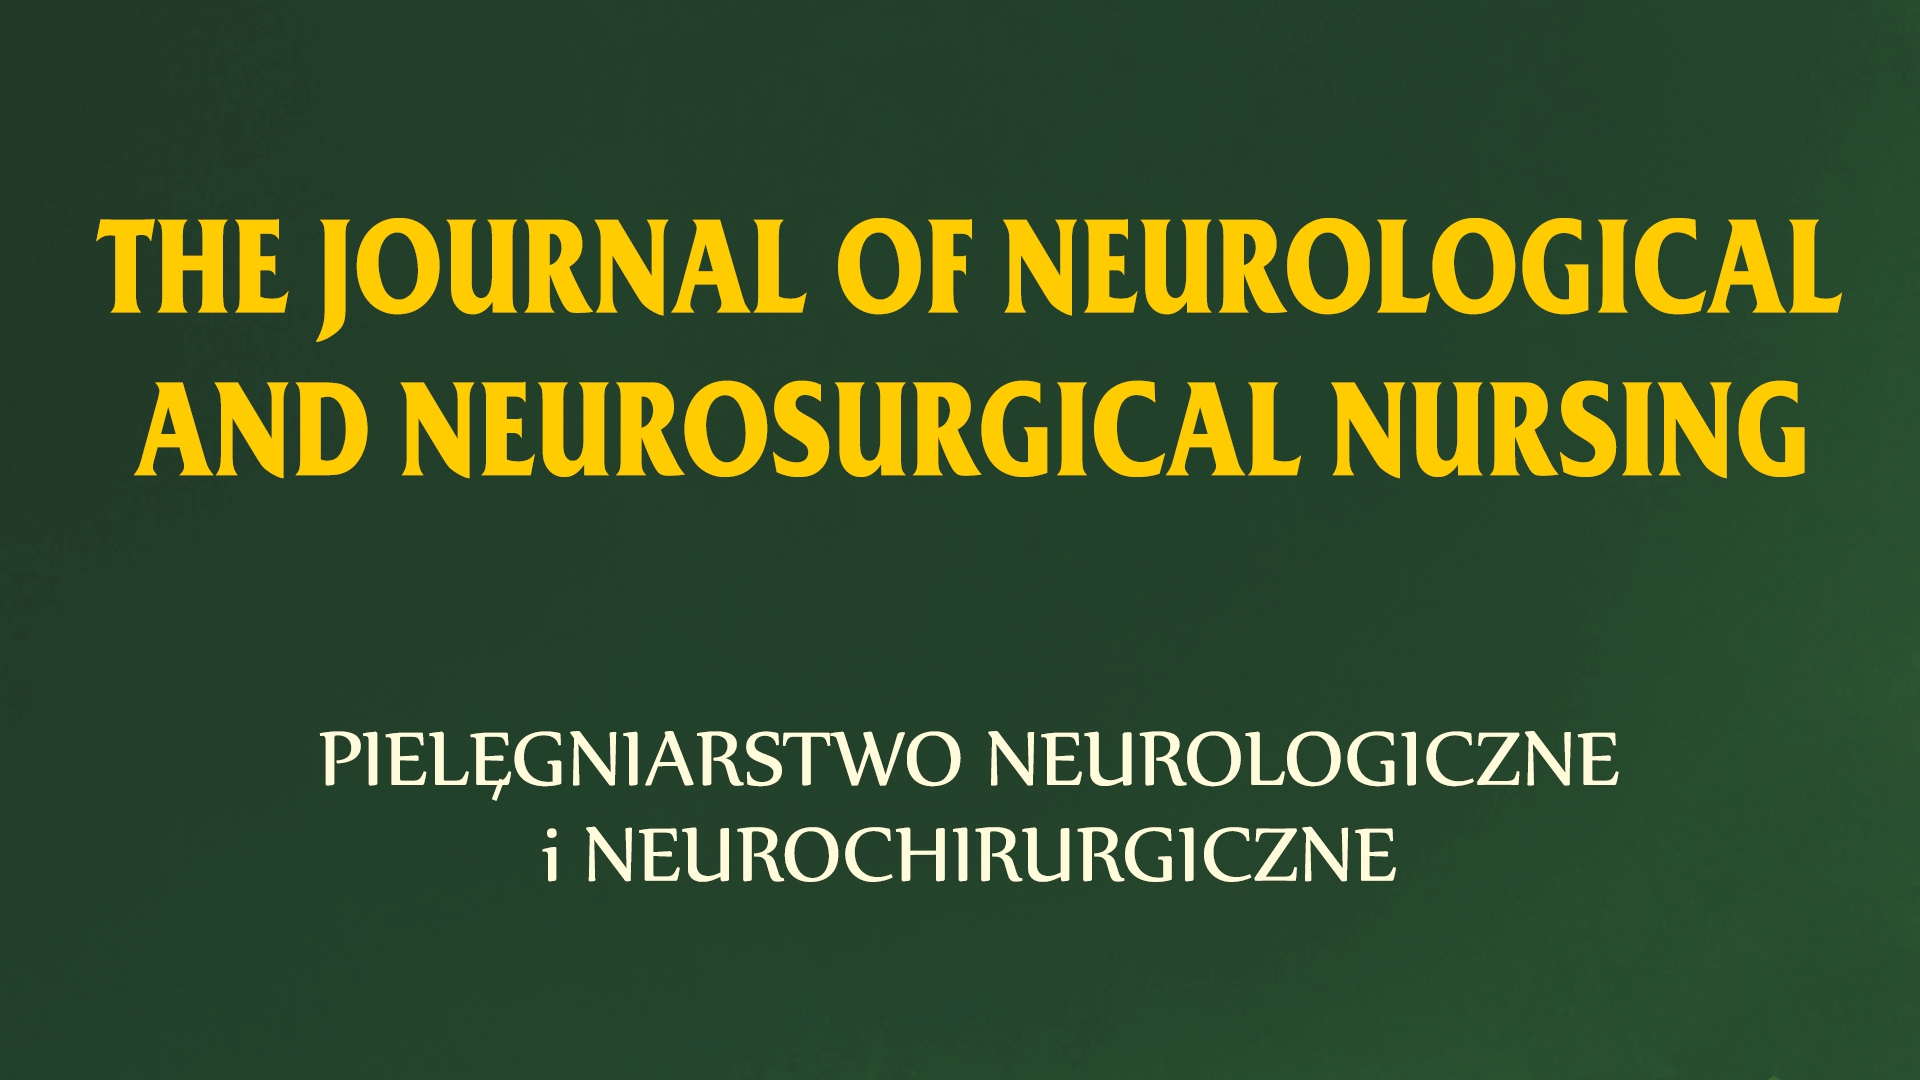 THE JOURNAL OF NEUROLOGICAL
AND NEUROSURGICAL NURSING
PIELĘGNIARSTWO NEUROLOGICZNE
i NEUROCHIRURGICZNE